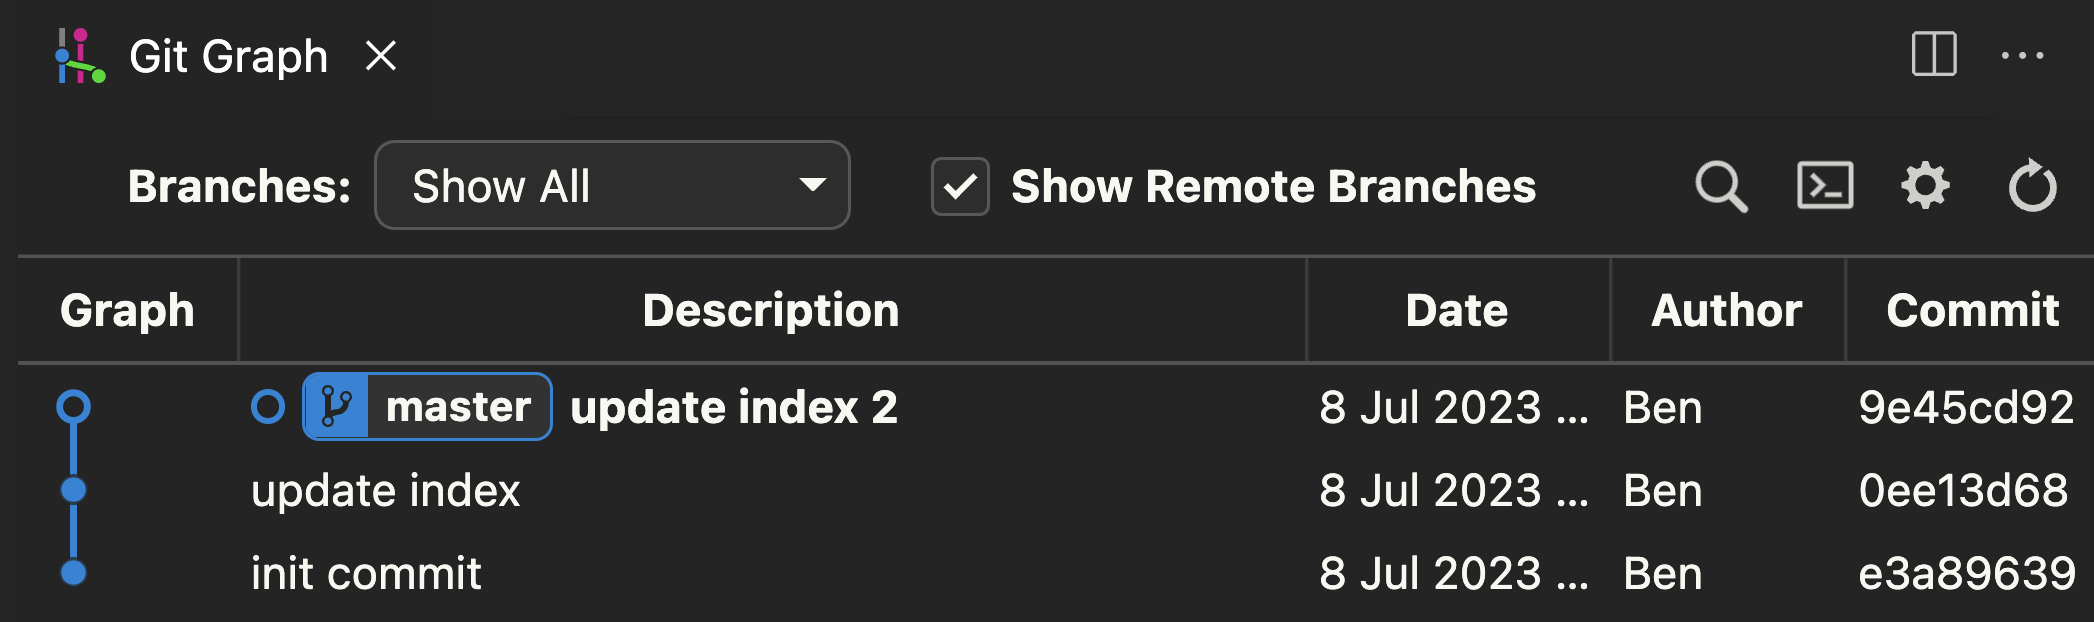 Git Graph
Branches: Show All Show Remote Branches
Graph Description Date Author Commit
master update index 2 8 Jul 2023 ... Ben 9e45cd92
update index 8 Jul 2023 ... Ben 0ee13d68
init commit 8 Jul 2023 ... Ben e3a89639